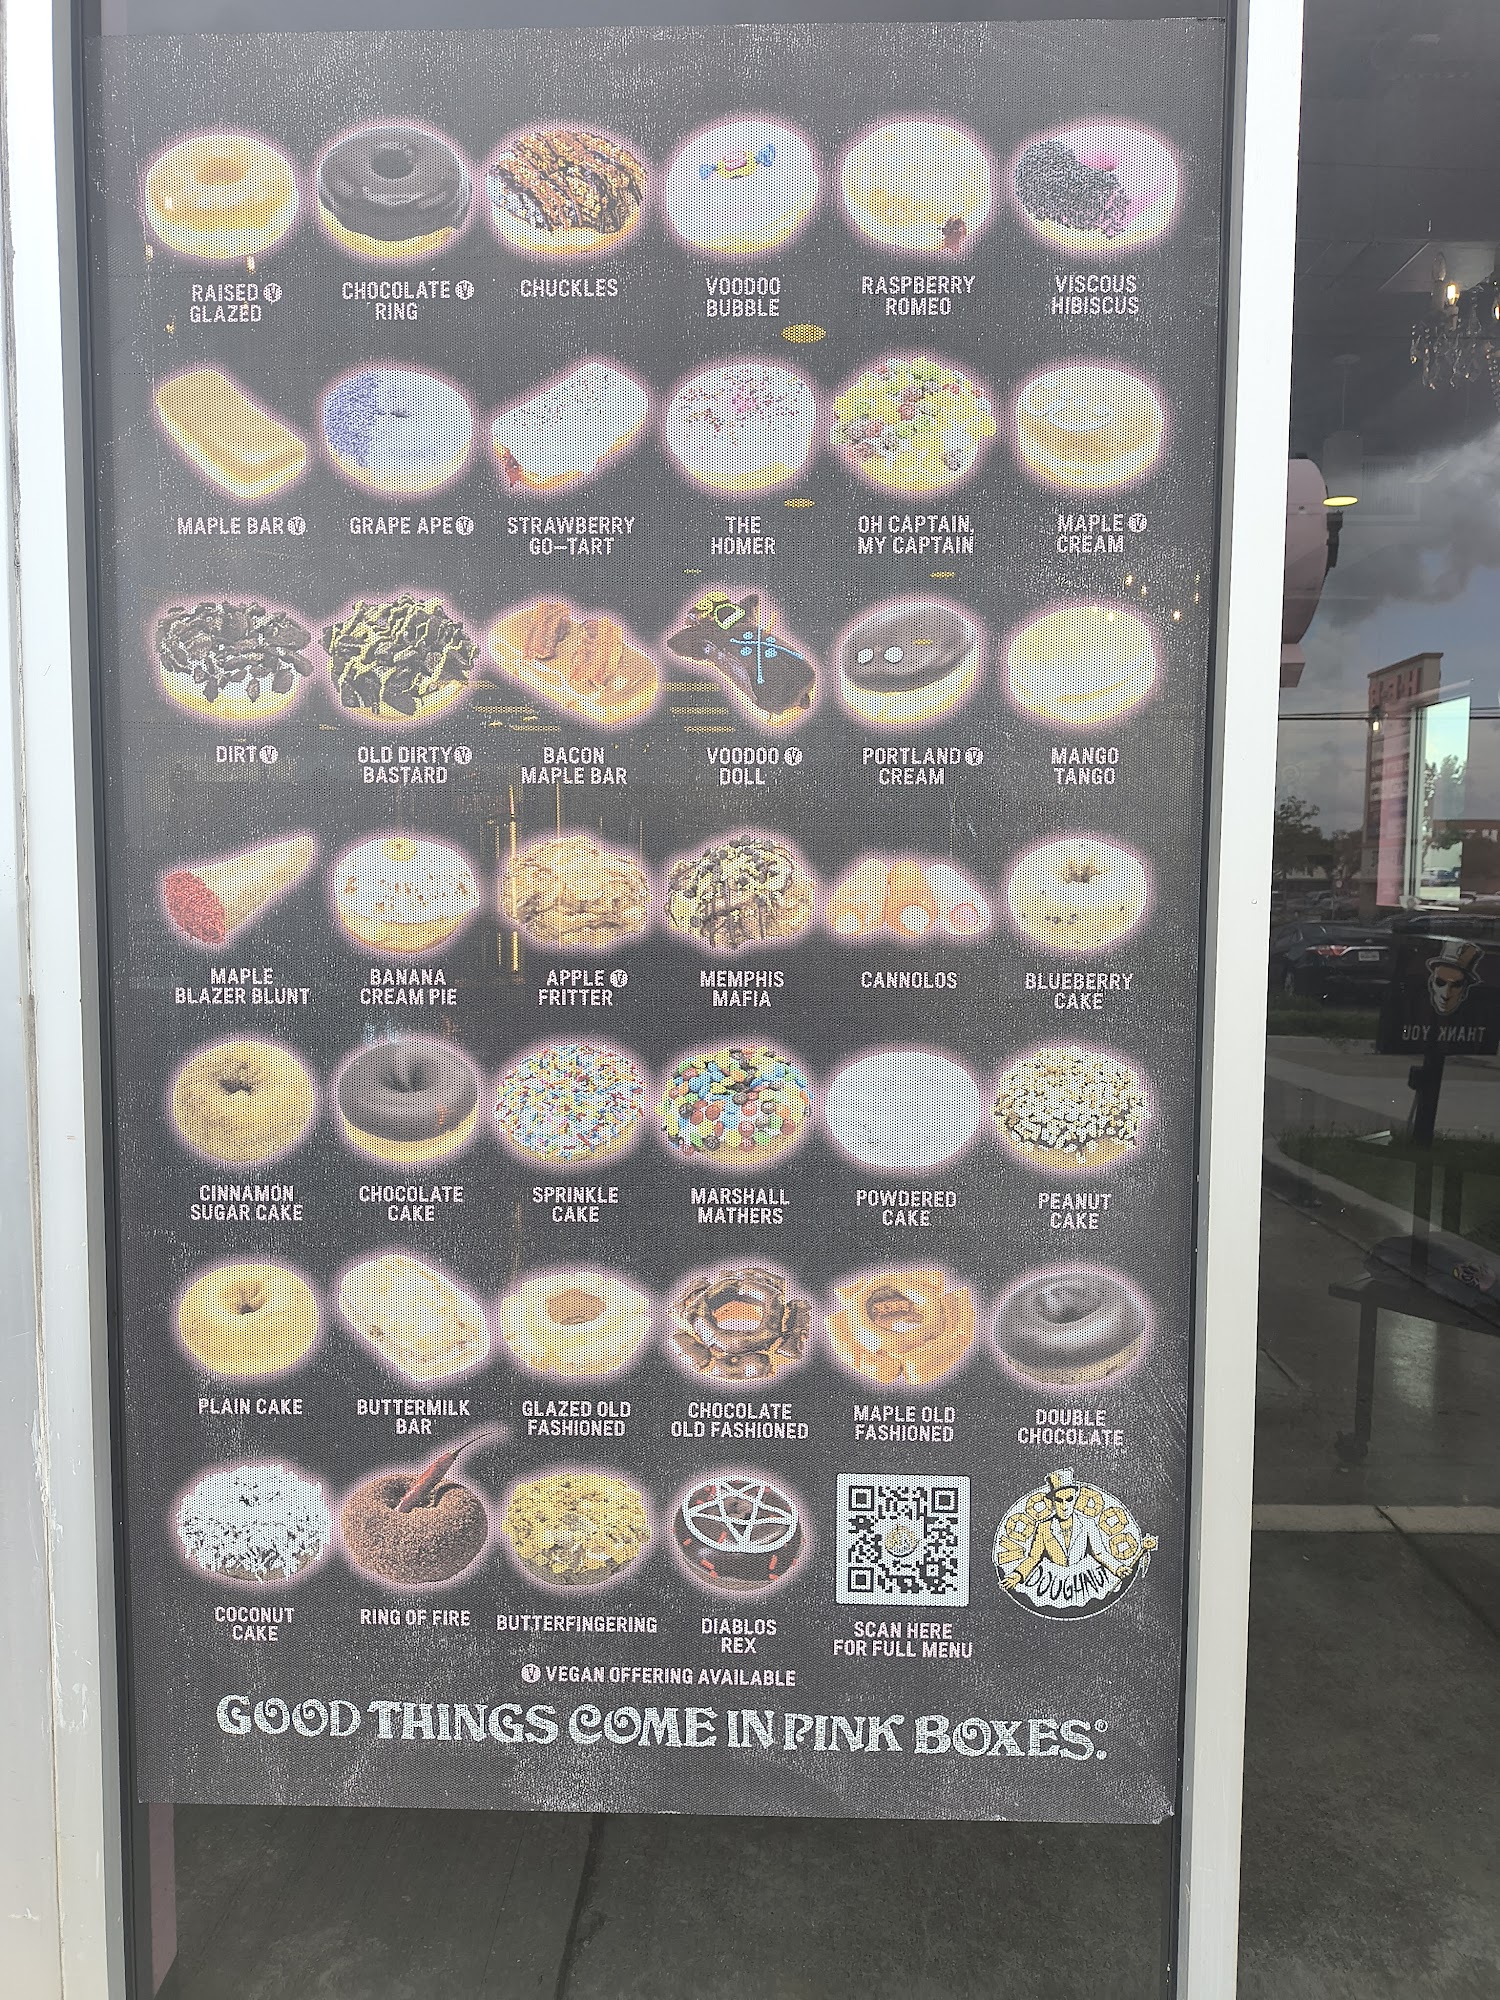 RAISED Ⓥ
GLAZED
CHOCOLATE Ⓥ
RING
CHUCKLES
VOODOO
BUBBLE
RASPBERRY
ROMEO
VISCOUS
HIBISCUS
MAPLE BAR Ⓥ
GRAPE APE Ⓥ
STRAWBERRY
GO-TART
THE
HOMER
OH CAPTAIN,
MY CAPTAIN
MAPLE Ⓥ
CREAM
DIRT Ⓥ
OLD DIRTY Ⓥ
BASTARD
BACON
MAPLE BAR
VOODOO Ⓥ
DOLL
PORTLAND Ⓥ
CREAM
MANGO
TANGO
MAPLE
BLAZER BLUNT
BANANA
CREAM PIE
APPLE Ⓥ
FRITTER
MEMPHIS
MAFIA
CANNOLOS
BLUEBERRY
CAKE
THANK YOU
CINNAMON
SUGAR CAKE
CHOCOLATE
CAKE
SPRINKLE
CAKE
MARSHALL
MATHERS
POWDERED
CAKE
PEANUT
CAKE
PLAIN CAKE
BUTTERMILK
BAR
GLAZED OLD
FASHIONED
CHOCOLATE
OLD FASHIONED
MAPLE OLD
FASHIONED
DOUBLE
CHOCOLATE
COCONUT
CAKE
RING OF FIRE
BUTTERFINGERING
DIABLOS
REX
SCAN HERE
FOR FULL MENU
VOODOO
DOUGHNUT
Ⓥ VEGAN OFFERING AVAILABLE
GOOD THINGS COME IN PINK BOXES.®